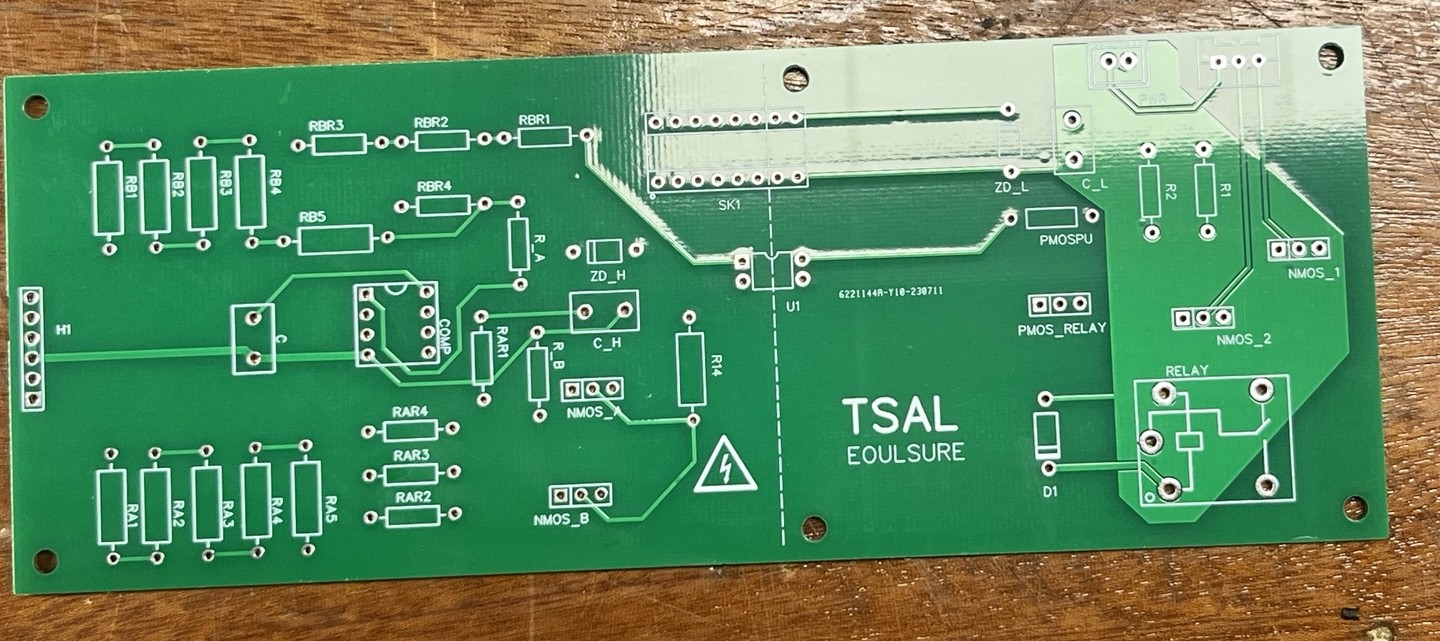 PWR
RBR3
RBR2
RBR1
RB1
RB2
RB3
RB4
RBR4
RB5
R_A
ZD_H
SK1
ZD_L
C_L
R2
R1
PMOSPU
NMOS_1
U1
6221144A-Y10-230711
H1
C
COMP
RAR1
R_B
C_H
R14
PMOS_RELAY
NMOS_2
NMOS_A
RELAY
RAR4
RAR3
RAR2
TSAL
EOULSURE
D1
RA1
RA2
RA3
RA4
RA5
NMOS_B